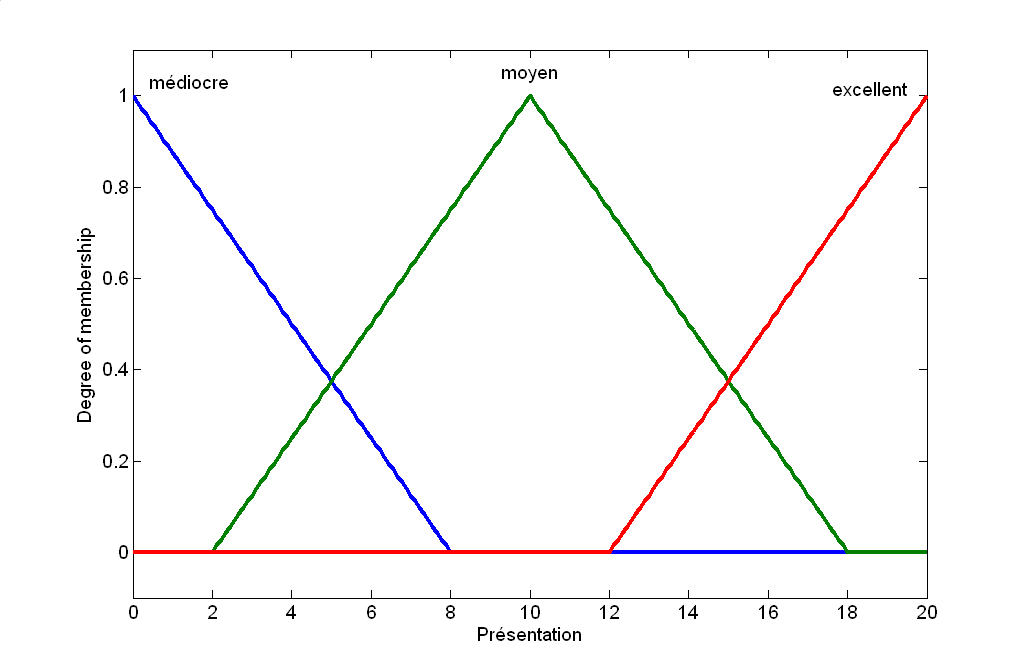 médiocre
moyen
excellent
1
0.8
0.6
0.4
0.2
0
Degree of membership
0 2 4 6 8 10 12 14 16 18 20
Présentation